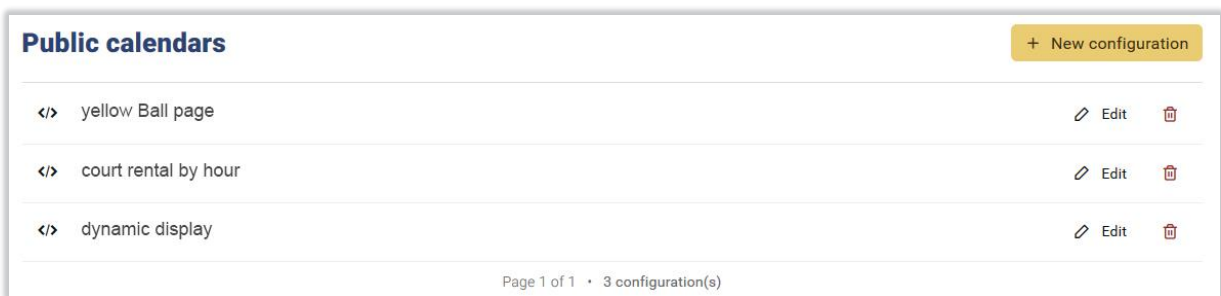 Public calendars
+ New configuration
</> yellow Ball page Edit
</> court rental by hour Edit
</> dynamic display Edit
Page 1 of 1 • 3 configuration(s)